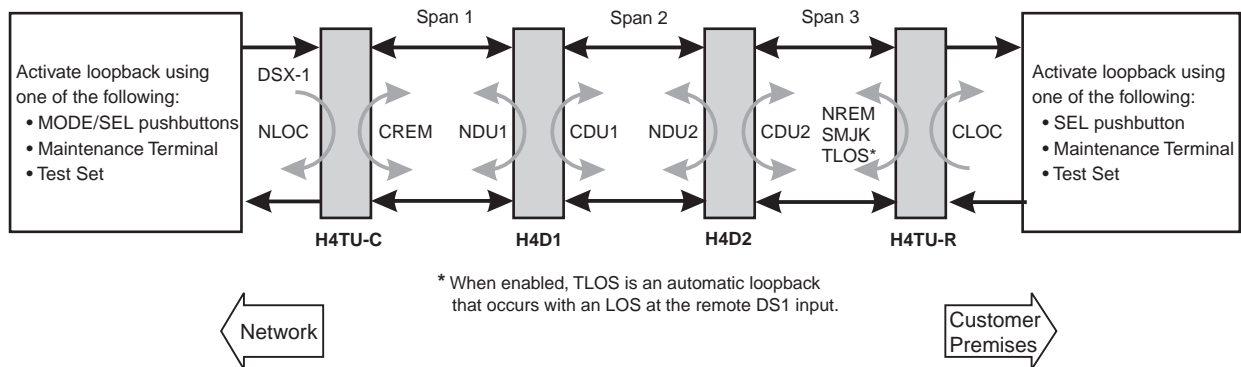 Span 1
Span 2
Span 3
Activate loopback using
one of the following:
• MODE/SEL pushbuttons
• Maintenance Terminal
• Test Set
DSX-1
NLOC
CREM
NDU1
CDU1
NDU2
CDU2
NREM
SMJK
TLOS*
CLOC
Activate loopback using
one of the following:
• SEL pushbutton
• Maintenance Terminal
• Test Set
H4TU-C
H4D1
H4D2
H4TU-R
* When enabled, TLOS is an automatic loopback
that occurs with an LOS at the remote DS1 input.
Network
Customer
Premises